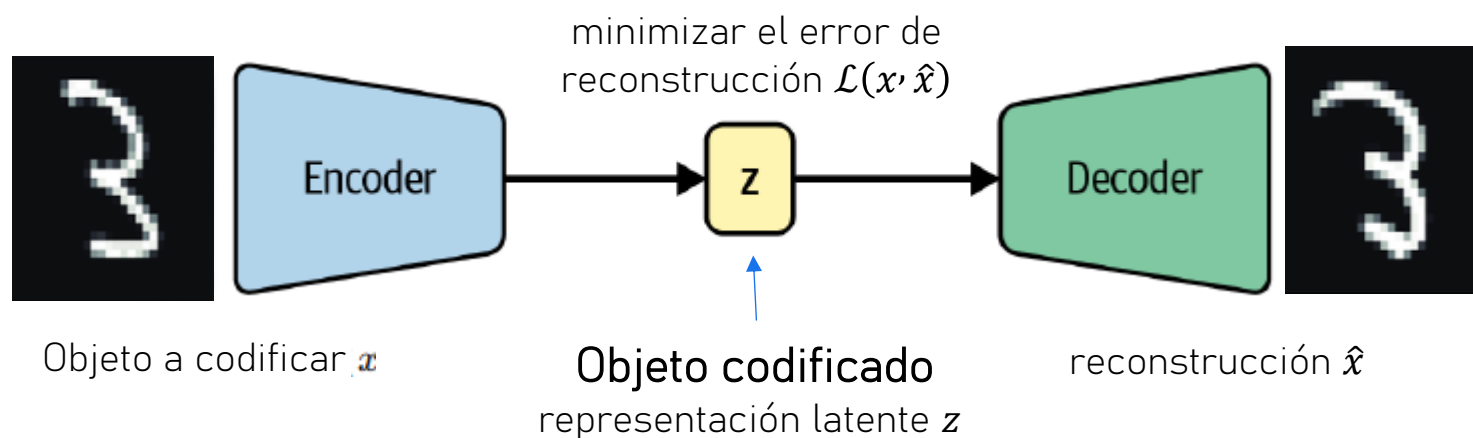 minimizar el error de
reconstrucción ℒ(x, x̂)
Encoder
z
Decoder
Objeto a codificar x
Objeto codificado
representación latente z
reconstrucción x̂